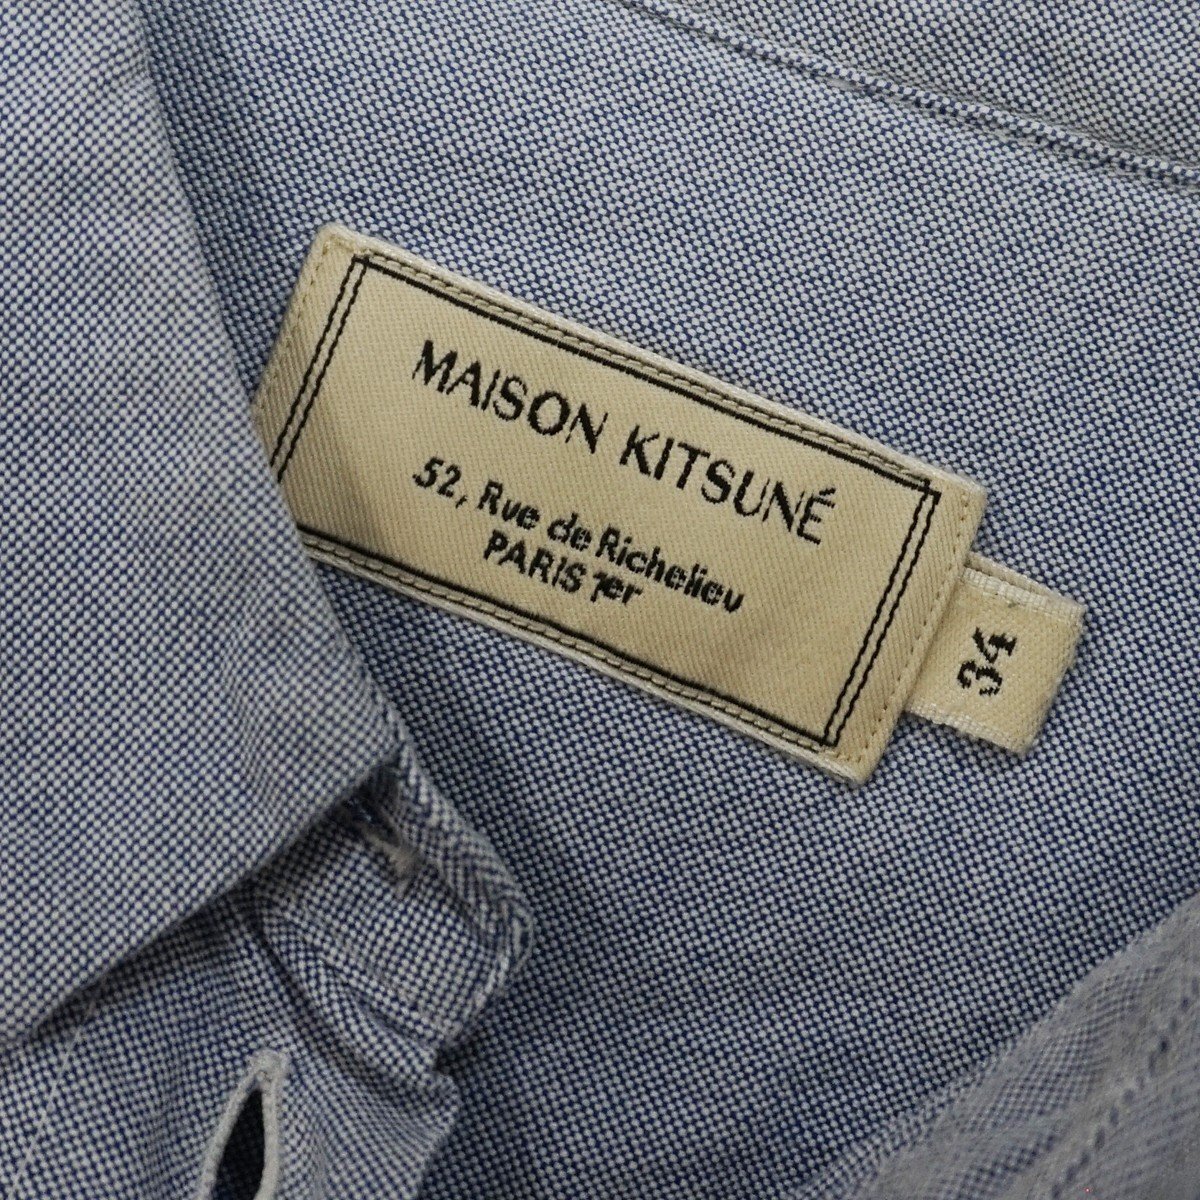 MAISON KITSUNÉ
52, Rue de Richelieu
PARIS 1er
34